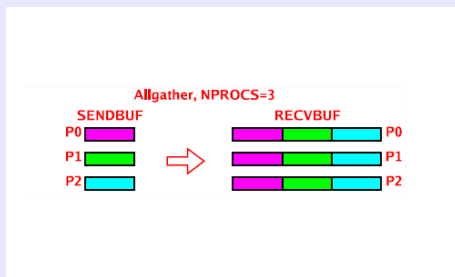 Allgather, NPROCS=3
SENDBUF RECVBUF
P0 P0
P1 P1
P2 P2